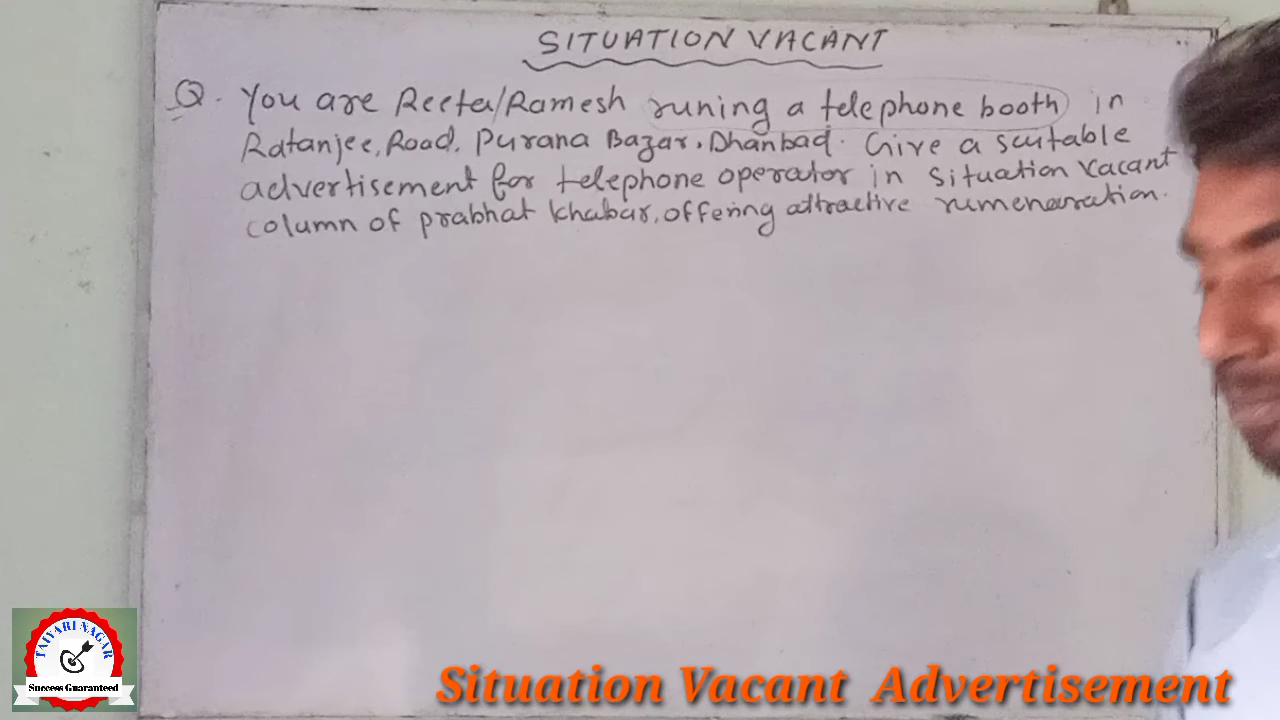 SITUATION VACANT
Q. You are Reeta/Ramesh runing a telephone booth in
Ratanjee, Road, Purana Bazar, Dhanbad. Give a suitable
advertisement for telephone operator in situation vacant
column of prabhat khabar, offering attractive rumenaration.
TAIYARI NAGAR
Success Guaranteed
Situation Vacant Advertisement